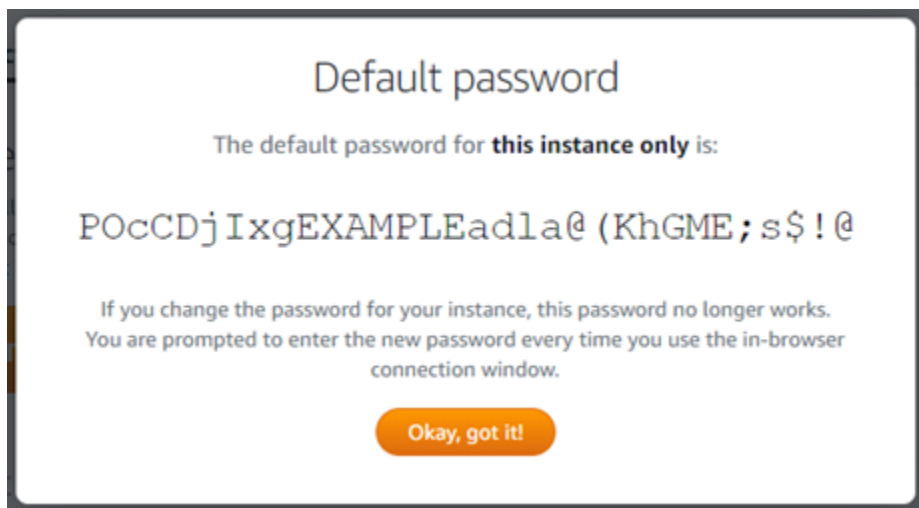 Default password
The default password for this instance only is:
POcCDjIxgEXAMPLEadla@(KhGME;s$!@
If you change the password for your instance, this password no longer works.
You are prompted to enter the new password every time you use the in-browser
connection window.
Okay, got it!